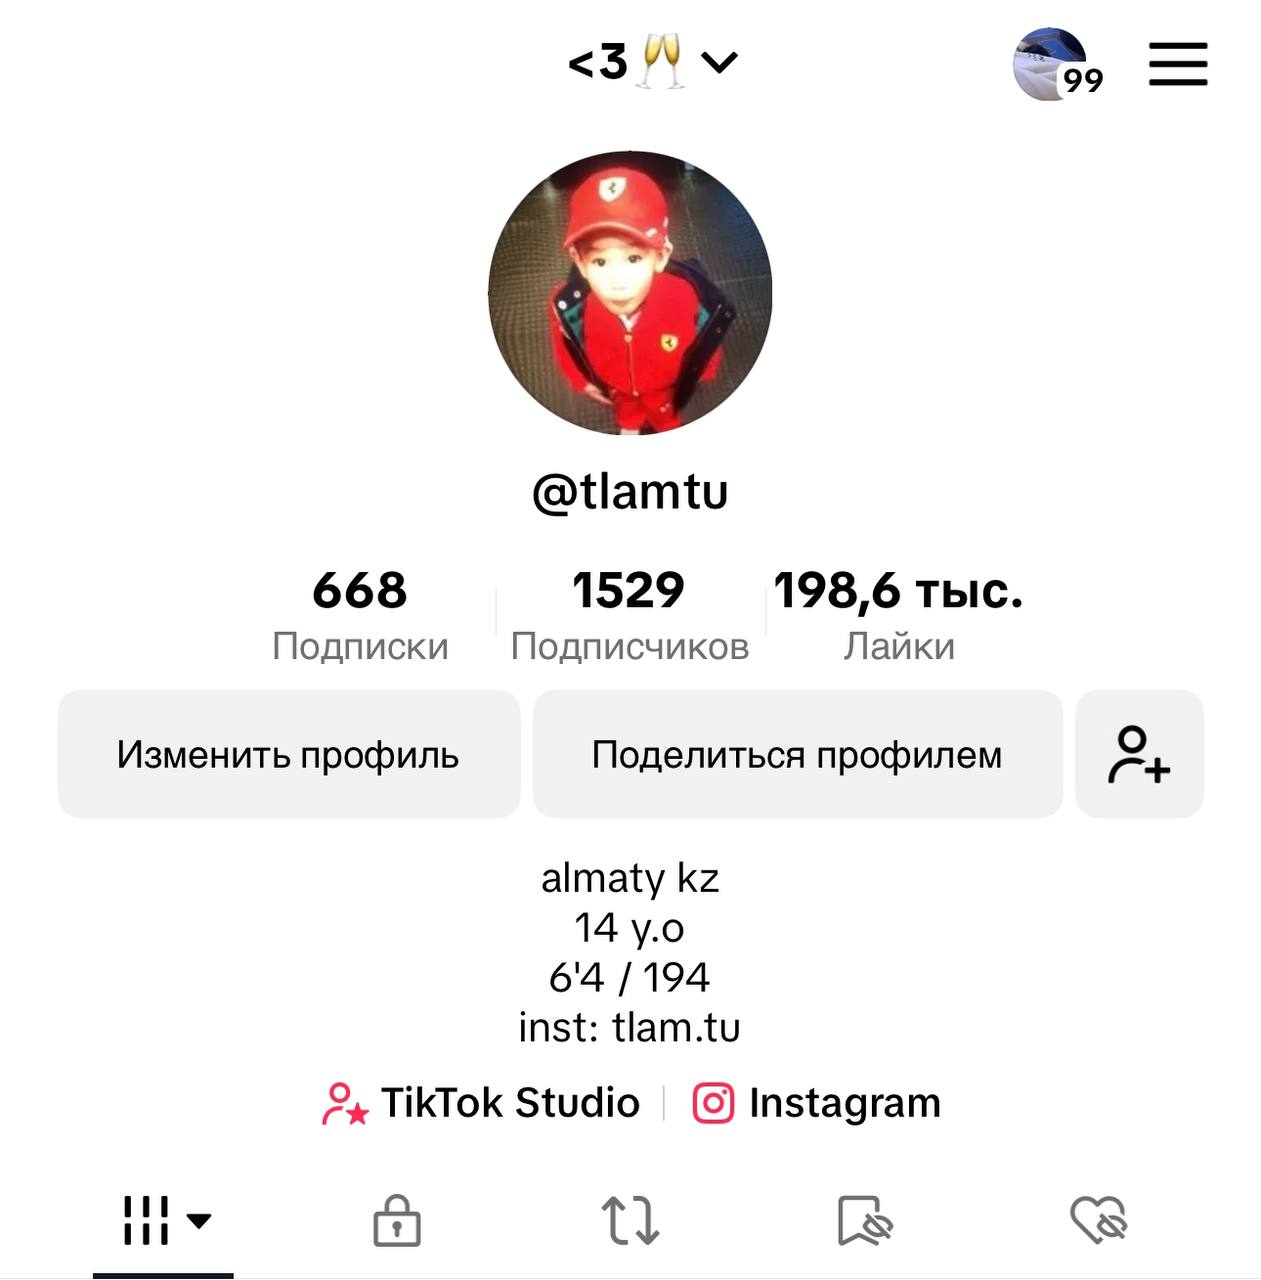 <3🥂
99
@tlamtu
668 1529 198,6 тыс.
Подписки Подписчиков Лайки
Изменить профиль Поделиться профилем
almaty kz
14 y.o
6'4 / 194
inst: tlam.tu
TikTok Studio Instagram